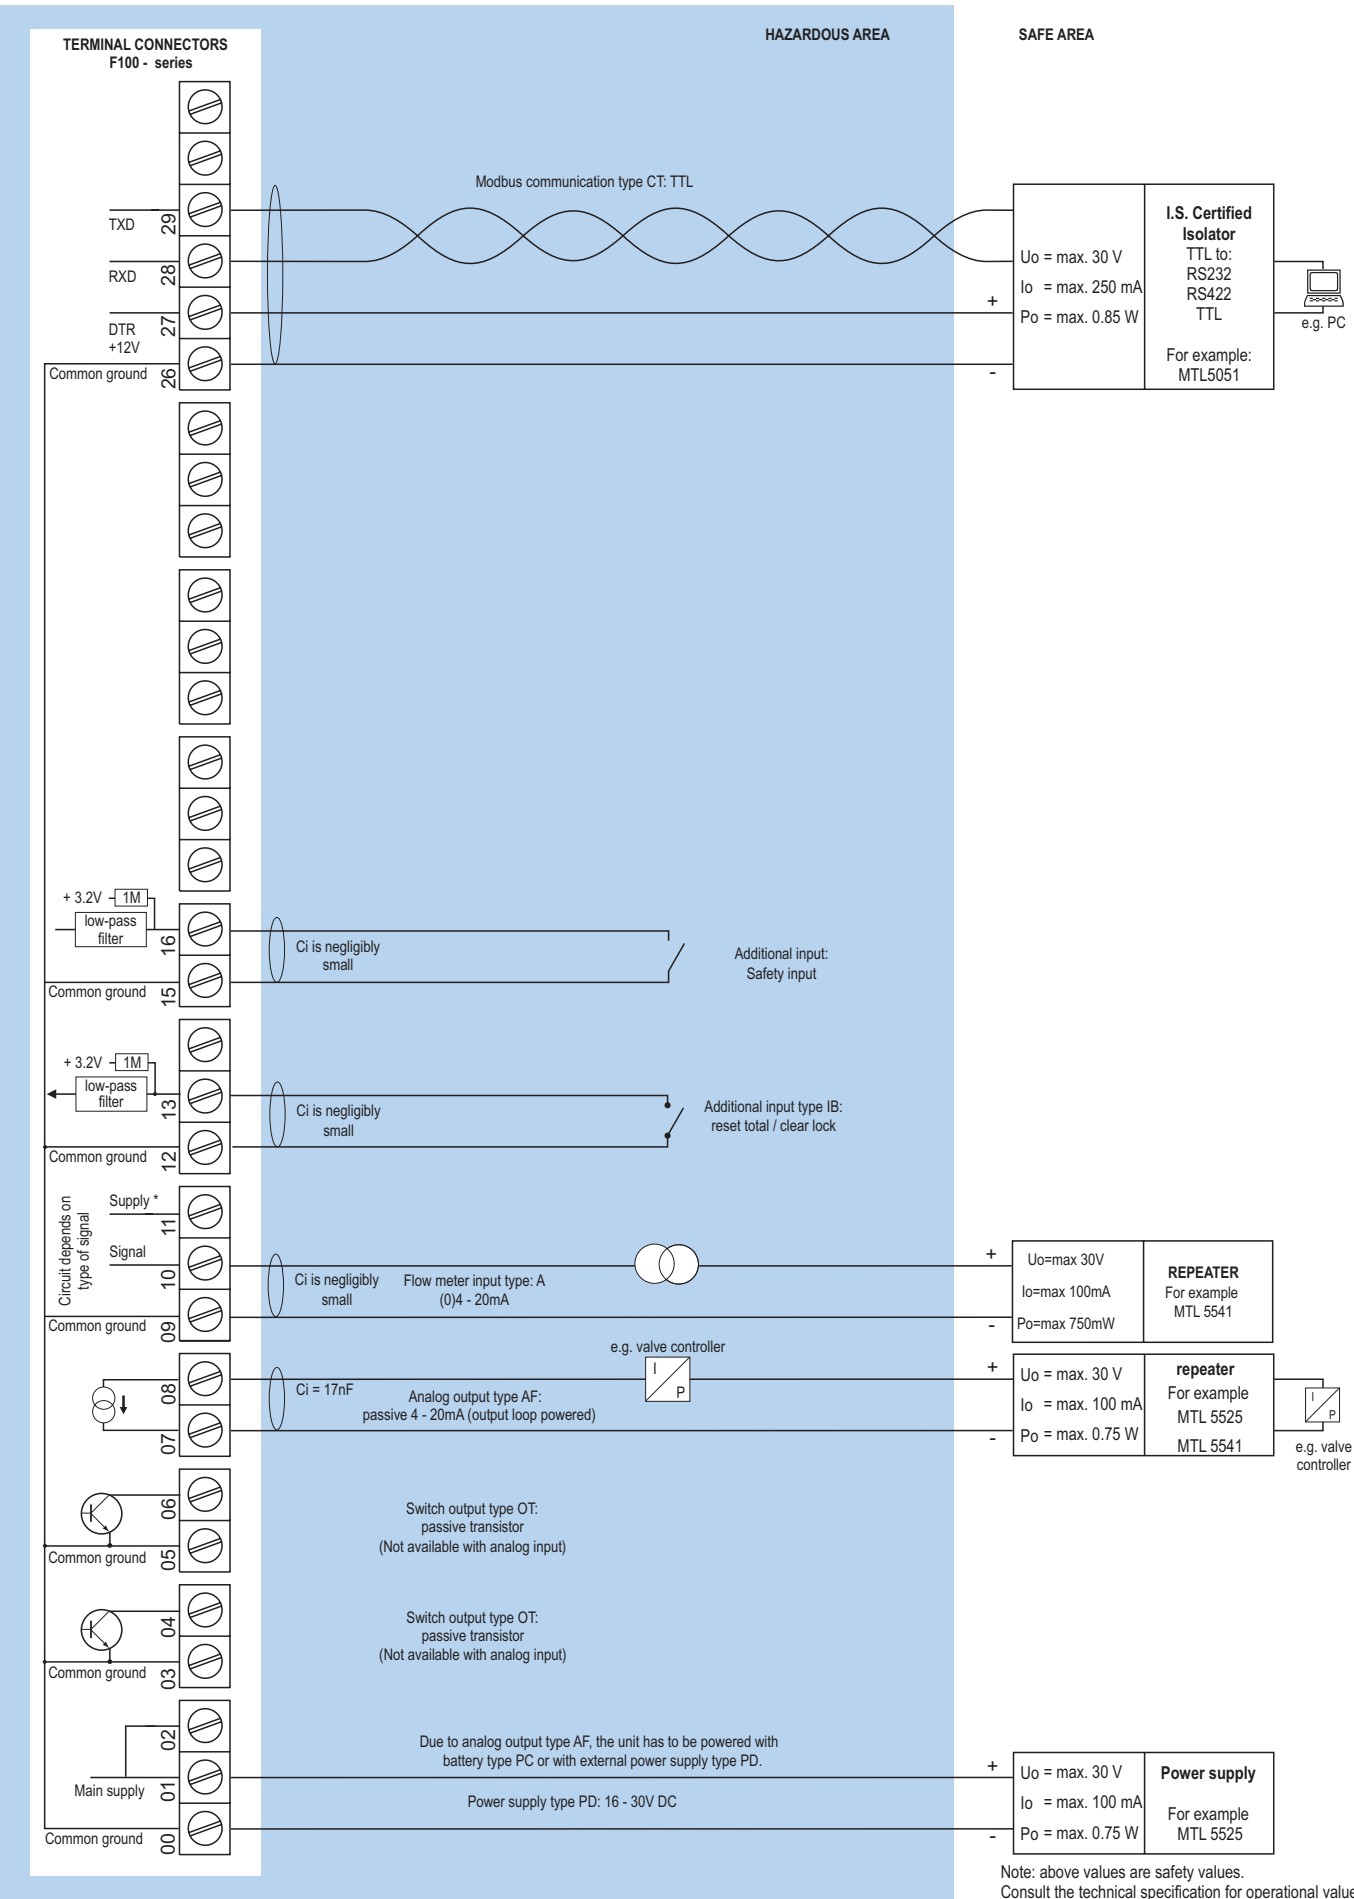 TERMINAL CONNECTORS
F100 - series
HAZARDOUS AREA
SAFE AREA
Modbus communication type CT: TTL
TXD
29
RXD
28
DTR
+12V
27
Common ground
26
+
-
Uo = max. 30 V
Io = max. 250 mA
Po = max. 0.85 W
I.S. Certified
Isolator
TTL to:
RS232
RS422
TTL
For example:
MTL5051
e.g. PC
+ 3.2V
1M
low-pass
filter
16
Common ground
15
Ci is negligibly
small
Additional input:
Safety input
+ 3.2V
1M
low-pass
filter
13
Common ground
12
Ci is negligibly
small
Additional input type IB:
reset total / clear lock
Circuit depends on
type of signal
Supply *
11
Signal
10
Common ground
09
Ci is negligibly
small
Flow meter input type: A
(0)4 - 20mA
+
-
Uo=max 30V
Io=max 100mA
Po=max 750mW
REPEATER
For example
MTL 5541
08
07
Ci = 17nF
e.g. valve controller
I
P
Analog output type AF:
passive 4 - 20mA (output loop powered)
+
-
Uo = max. 30 V
Io = max. 100 mA
Po = max. 0.75 W
repeater
For example
MTL 5525
MTL 5541
I
P
e.g. valve
controller
06
Common ground
05
Switch output type OT:
passive transistor
(Not available with analog input)
04
Common ground
03
Switch output type OT:
passive transistor
(Not available with analog input)
02
Main supply
01
Common ground
00
Due to analog output type AF, the unit has to be powered with
battery type PC or with external power supply type PD.
Power supply type PD: 16 - 30V DC
+
-
Uo = max. 30 V
Io = max. 100 mA
Po = max. 0.75 W
Power supply
For example
MTL 5525
Note: above values are safety values.
Consult the technical specification for operational value